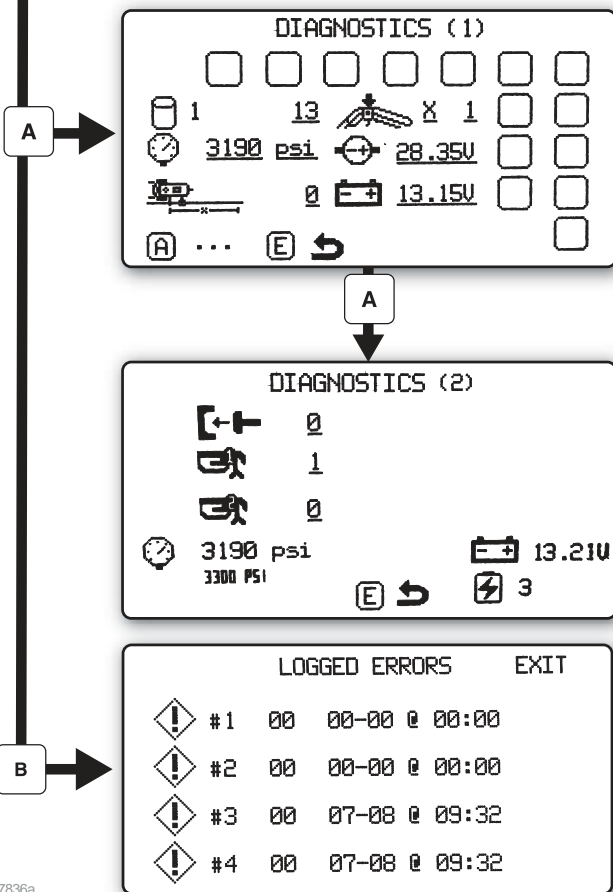 DIAGNOSTICS (1)
1 13 X 1
A
3190 psi 28.35V
x 0 13.15V
A ... E
A
DIAGNOSTICS (2)
0
1
0
3190 psi 13.21V
3300 PSI
E 3
LOGGED ERRORS EXIT
#1 00 00-00 @ 00:00
B
#2 00 00-00 @ 00:00
#3 00 07-08 @ 09:32
#4 00 07-08 @ 09:32
7836a